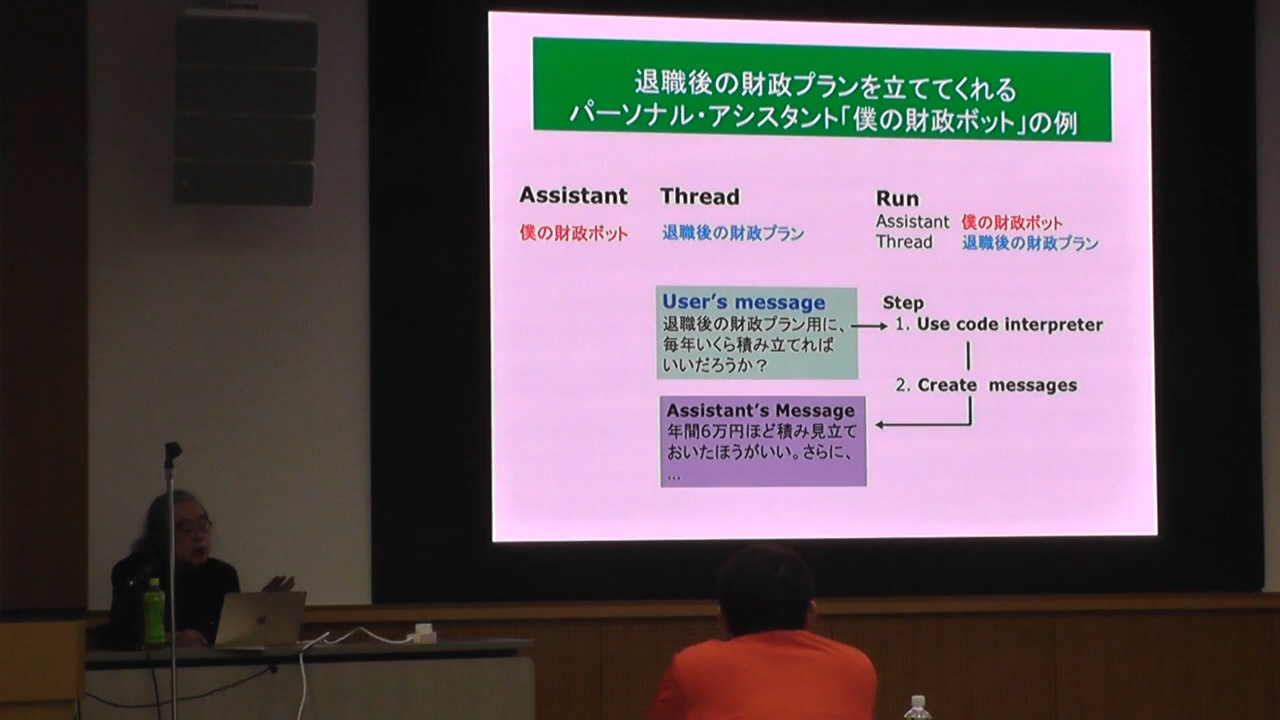 退職後の財政プランを立ててくれる
パーソナル・アシスタント「僕の財政ボット」の例
Assistant
僕の財政ボット
Thread
退職後の財政プラン
Run
Assistant 僕の財政ボット
Thread 退職後の財政プラン
User's message
退職後の財政プラン用に、
毎年いくら積み立てれば
いいだろうか？
Step
1. Use code interpreter
2. Create messages
Assistant's Message
年間6万円ほど積み見立て
おいたほうがいい。さらに、
...